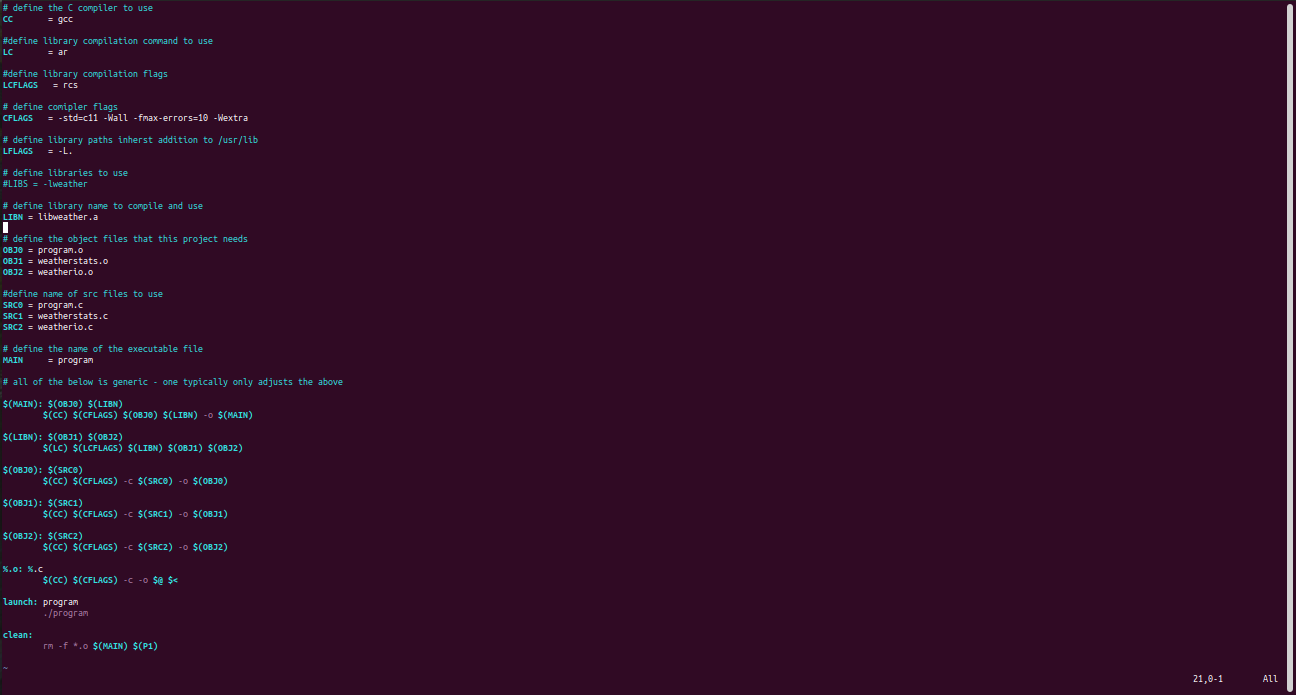 # define the C compiler to use
CC       = gcc
#define library compilation command to use
LC       = ar
#define library compilation flags
LCFLAGS   = rcs
# define comipler flags
CFLAGS   = -std=c11 -Wall -fmax-errors=10 -Wextra
# define library paths inherst addition to /usr/lib
LFLAGS   = -L.
# define libraries to use
#LIBS = -lweather
# define library name to compile and use
LIBN = libweather.a
# define the object files that this project needs
OBJ0 = program.o
OBJ1 = weatherstats.o
OBJ2 = weatherio.o
#define name of src files to use
SRC0 = program.c
SRC1 = weatherstats.c
SRC2 = weatherio.c
# define the name of the executable file
MAIN     = program
# all of the below is generic - one typically only adjusts the above
$(MAIN): $(OBJ0) $(LIBN)
        $(CC) $(CFLAGS) $(OBJ0) $(LIBN) -o $(MAIN)
$(LIBN): $(OBJ1) $(OBJ2)
        $(LC) $(LCFLAGS) $(LIBN) $(OBJ1) $(OBJ2)
$(OBJ0): $(SRC0)
        $(CC) $(CFLAGS) -c $(SRC0) -o $(OBJ0)
$(OBJ1): $(SRC1)
        $(CC) $(CFLAGS) -c $(SRC1) -o $(OBJ1)
$(OBJ2): $(SRC2)
        $(CC) $(CFLAGS) -c $(SRC2) -o $(OBJ2)
%.o: %.c
        $(CC) $(CFLAGS) -c -o $@ $<
launch: program
        ./program
clean:
        rm -f *.o $(MAIN) $(P1)
~
21,0-1        All